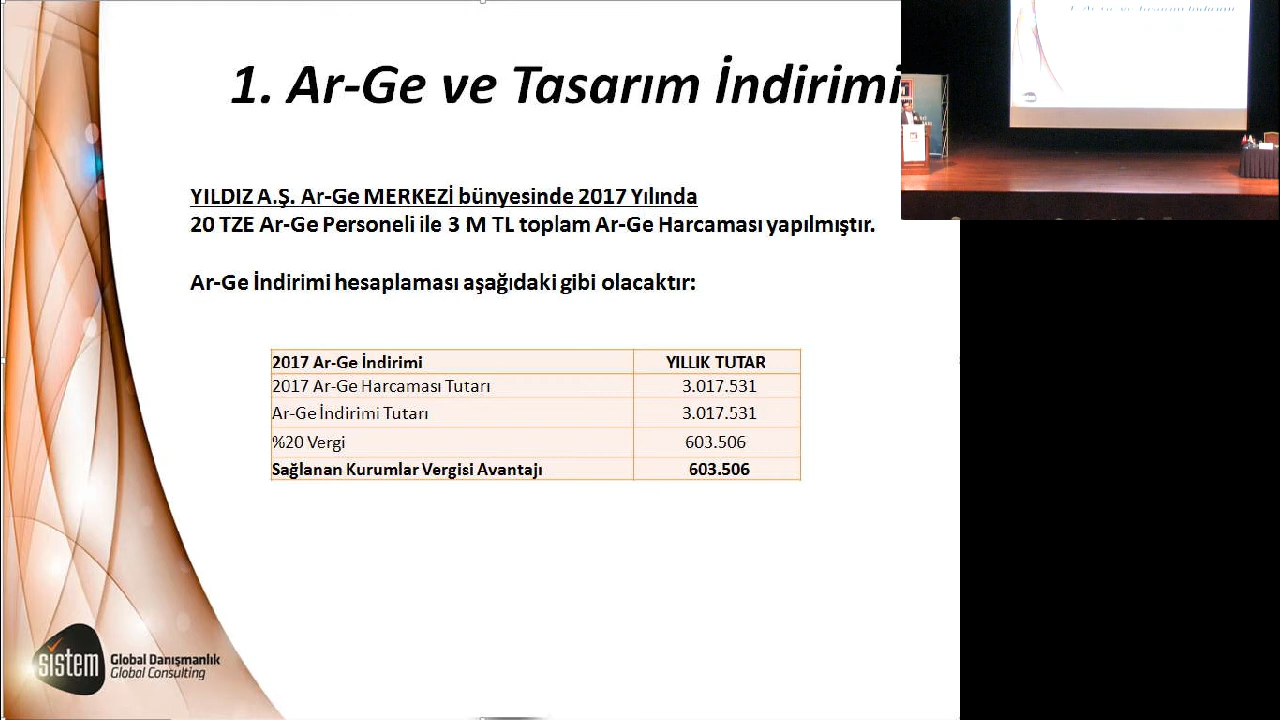 1. Ar-Ge ve Tasarım İndirimi
YILDIZ A.Ş. Ar-Ge MERKEZİ bünyesinde 2017 Yılında
20 TZE Ar-Ge Personeli ile 3 M TL toplam Ar-Ge Harcaması yapılmıştır.
Ar-Ge İndirimi hesaplaması aşağıdaki gibi olacaktır:
2017 Ar-Ge İndirimi YILLIK TUTAR
2017 Ar-Ge Harcaması Tutarı 3.017.531
Ar-Ge İndirimi Tutarı 3.017.531
%20 Vergi 603.506
Sağlanan Kurumlar Vergisi Avantajı 603.506
sistem
Global Danışmanlık
Global Consulting